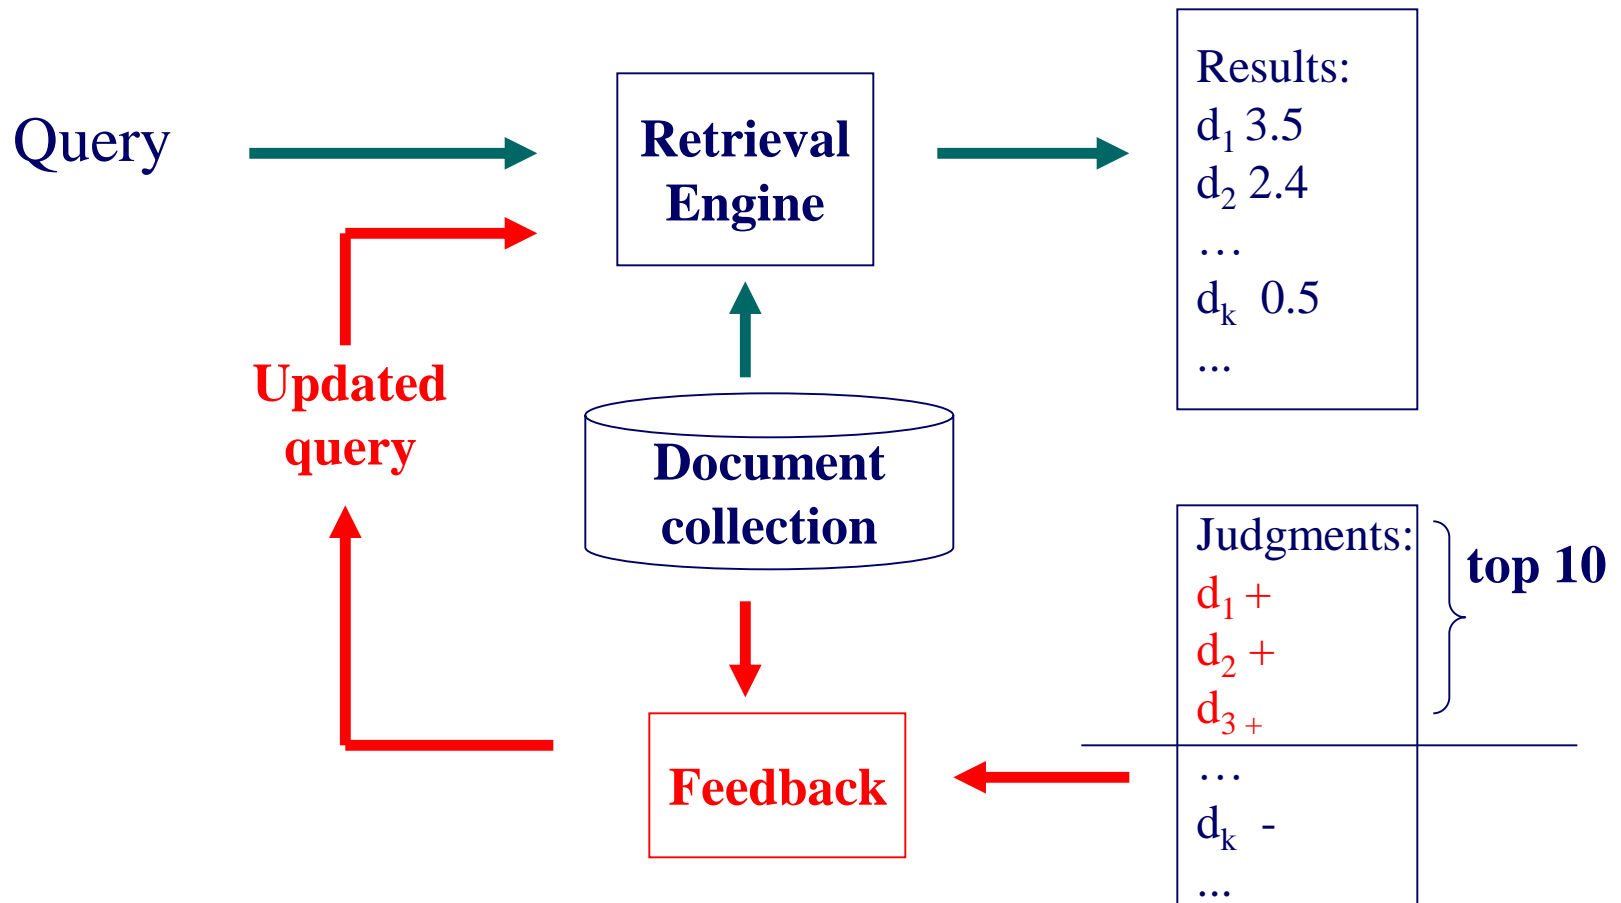 Query
Retrieval
Engine
Results:
d₁ 3.5
d₂ 2.4
…
dₖ 0.5
...
Updated
query
Document
collection
Judgments:
d₁ +
d₂ +
d₃ +
…
dₖ -
...
top 10
Feedback